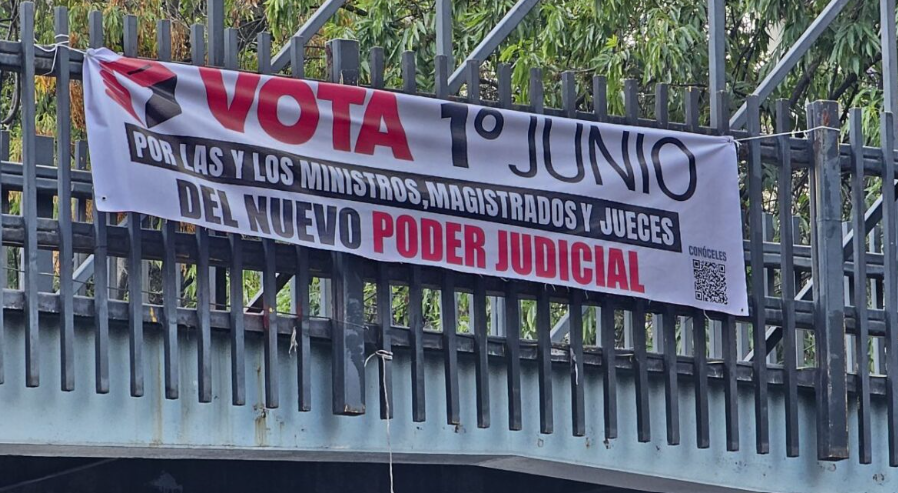 VOTA 1º JUNIO
POR LAS Y LOS MINISTROS, MAGISTRADOS Y JUECES
DEL NUEVO PODER JUDICIAL
CONÓCELES